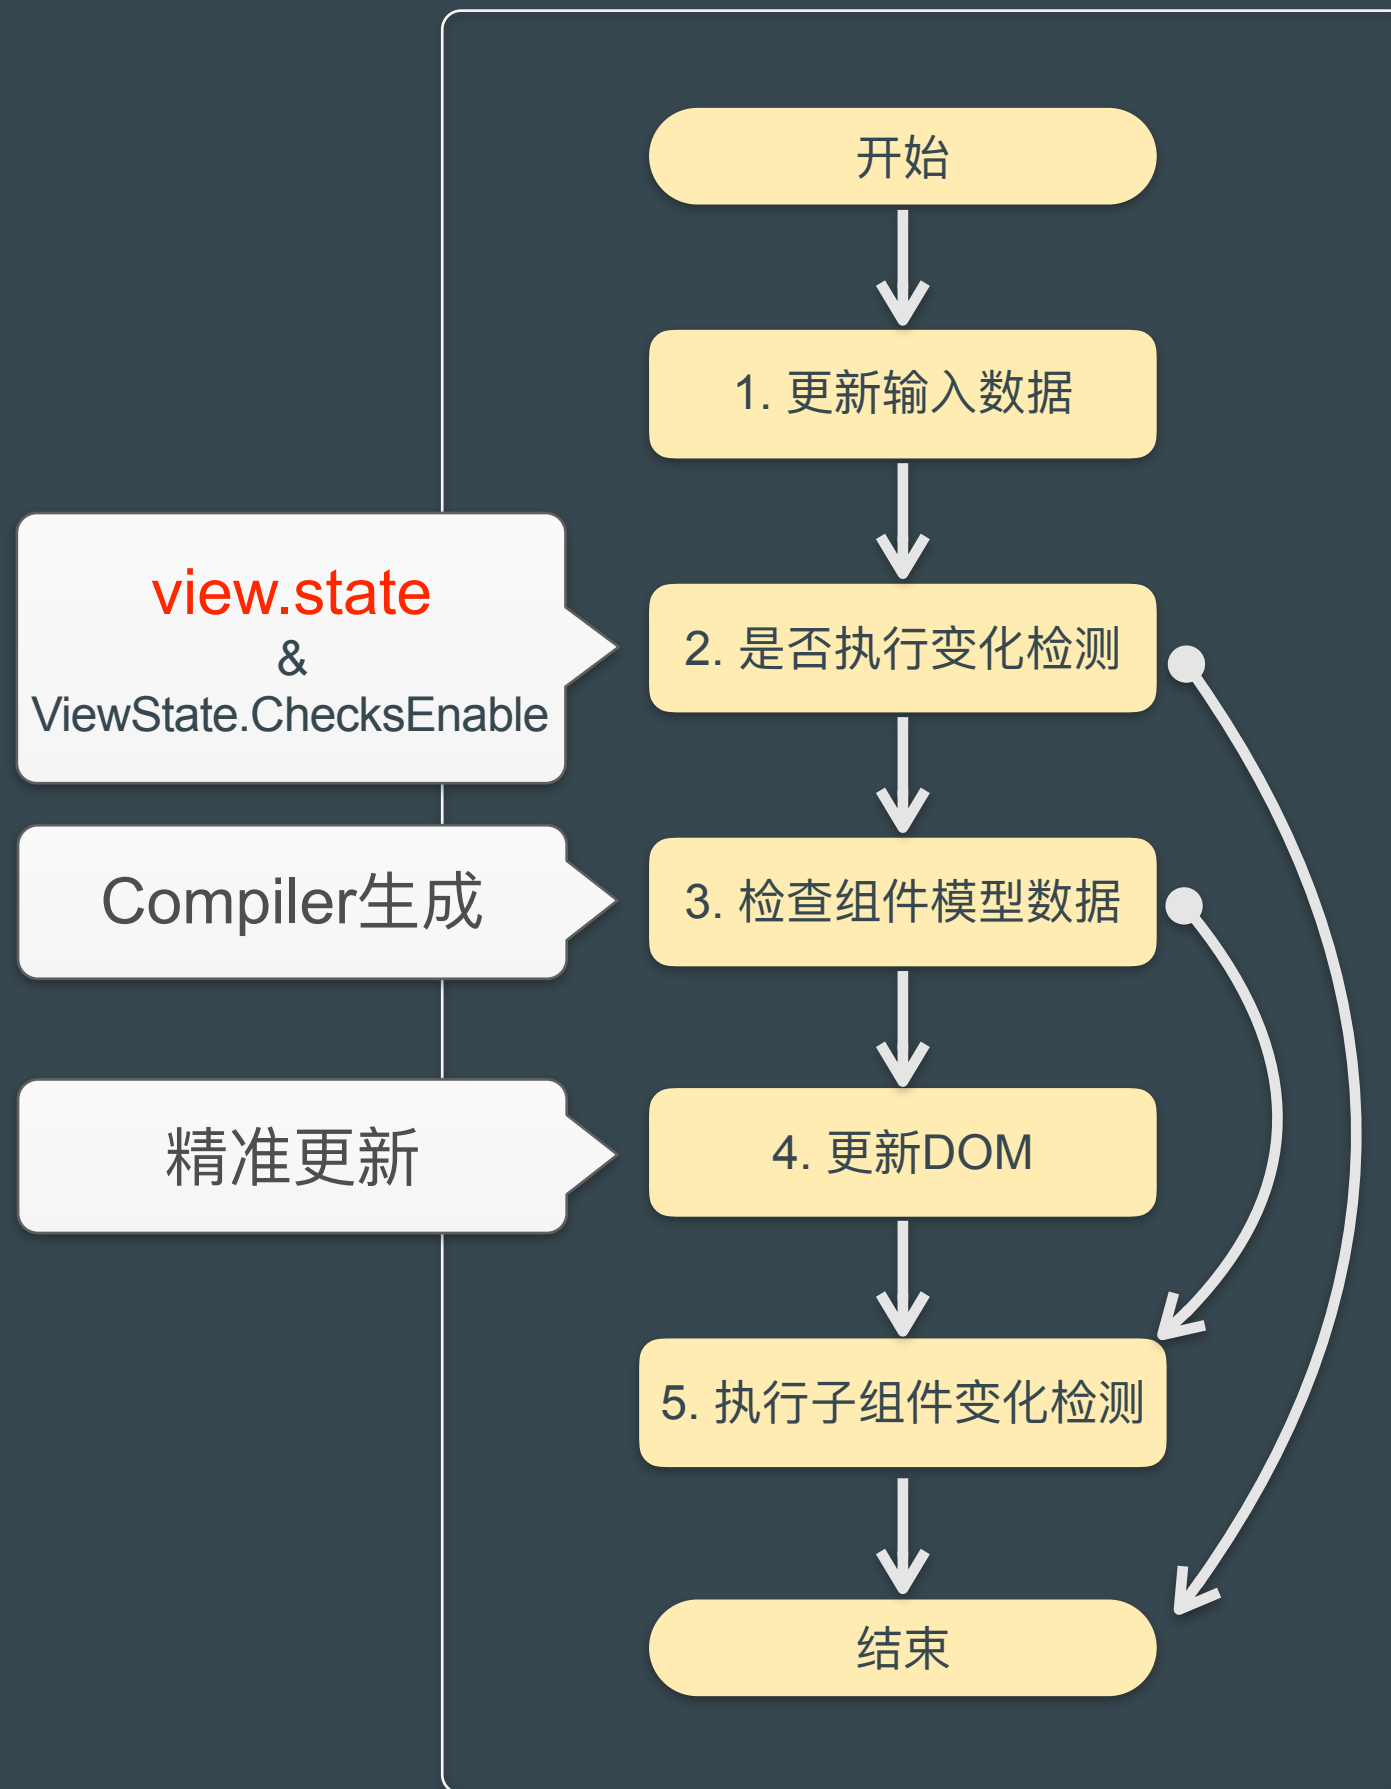 开始
1. 更新输入数据
view.state
&
ViewState.ChecksEnable
2. 是否执行变化检测
Compiler生成
3. 检查组件模型数据
精准更新
4. 更新DOM
5. 执行子组件变化检测
结束